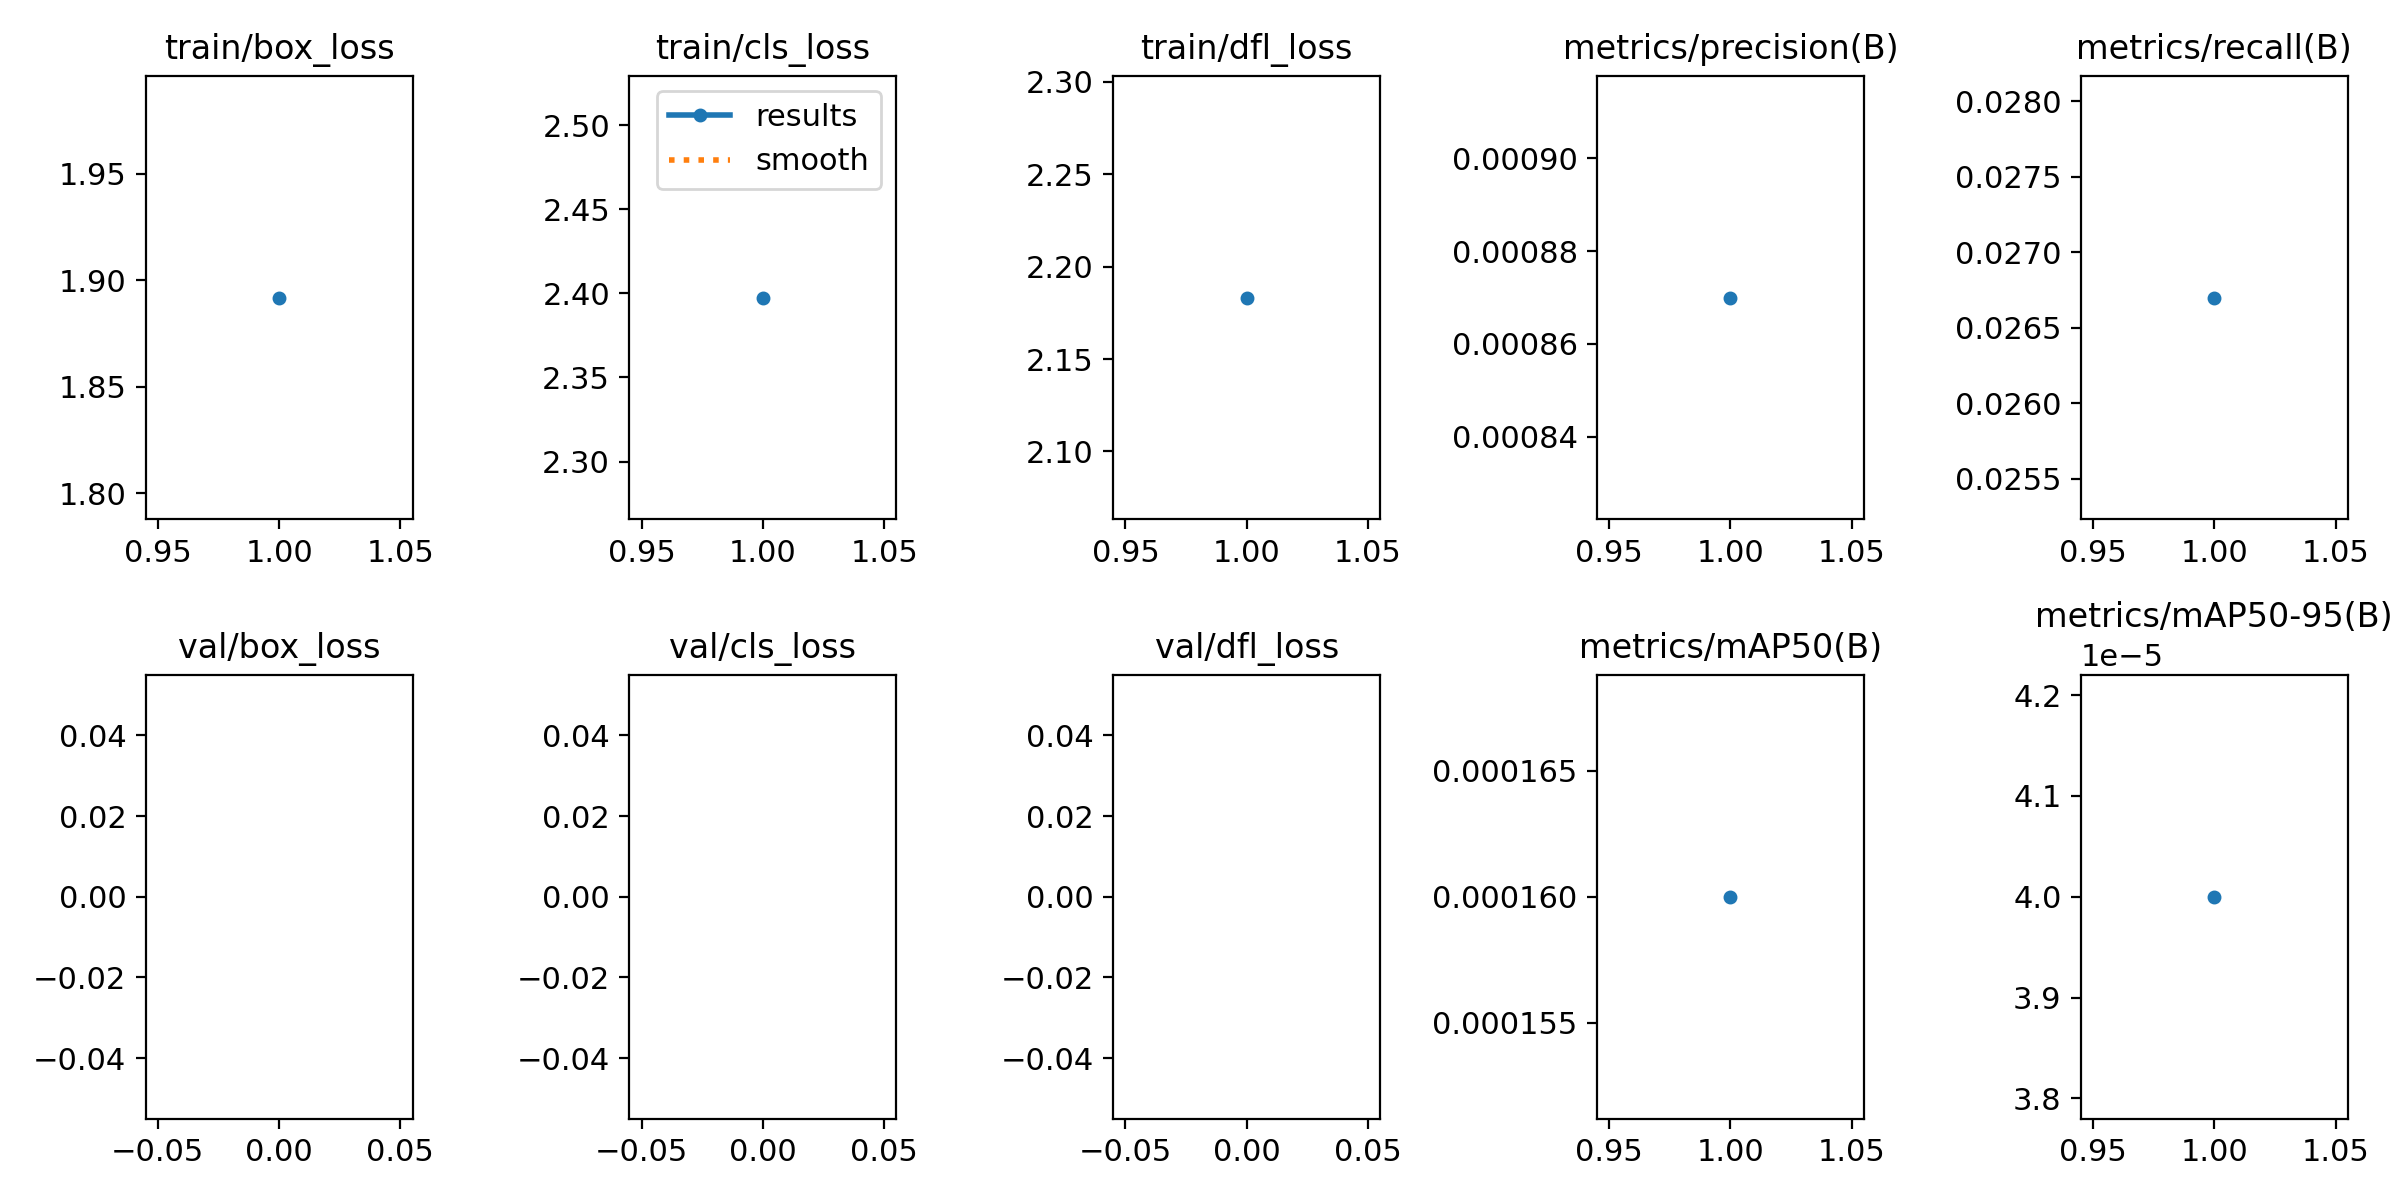 train/box_loss
train/cls_loss
train/dfl_loss
metrics/precision(B)
metrics/recall(B)
1.95
1.90
1.85
1.80
0.95 1.00 1.05
results
smooth
2.50
2.45
2.40
2.35
2.30
0.95 1.00 1.05
2.30
2.25
2.20
2.15
2.10
0.95 1.00 1.05
0.00090
0.00088
0.00086
0.00084
0.95 1.00 1.05
0.0280
0.0275
0.0270
0.0265
0.0260
0.0255
0.95 1.00 1.05
val/box_loss
val/cls_loss
val/dfl_loss
metrics/mAP50(B)
metrics/mAP50-95(B)
0.04
0.02
0.00
−0.02
−0.04
−0.05 0.00 0.05
0.04
0.02
0.00
−0.02
−0.04
−0.05 0.00 0.05
0.04
0.02
0.00
−0.02
−0.04
−0.05 0.00 0.05
0.000165
0.000160
0.000155
0.95 1.00 1.05
1e−5
4.2
4.1
4.0
3.9
3.8
0.95 1.00 1.05